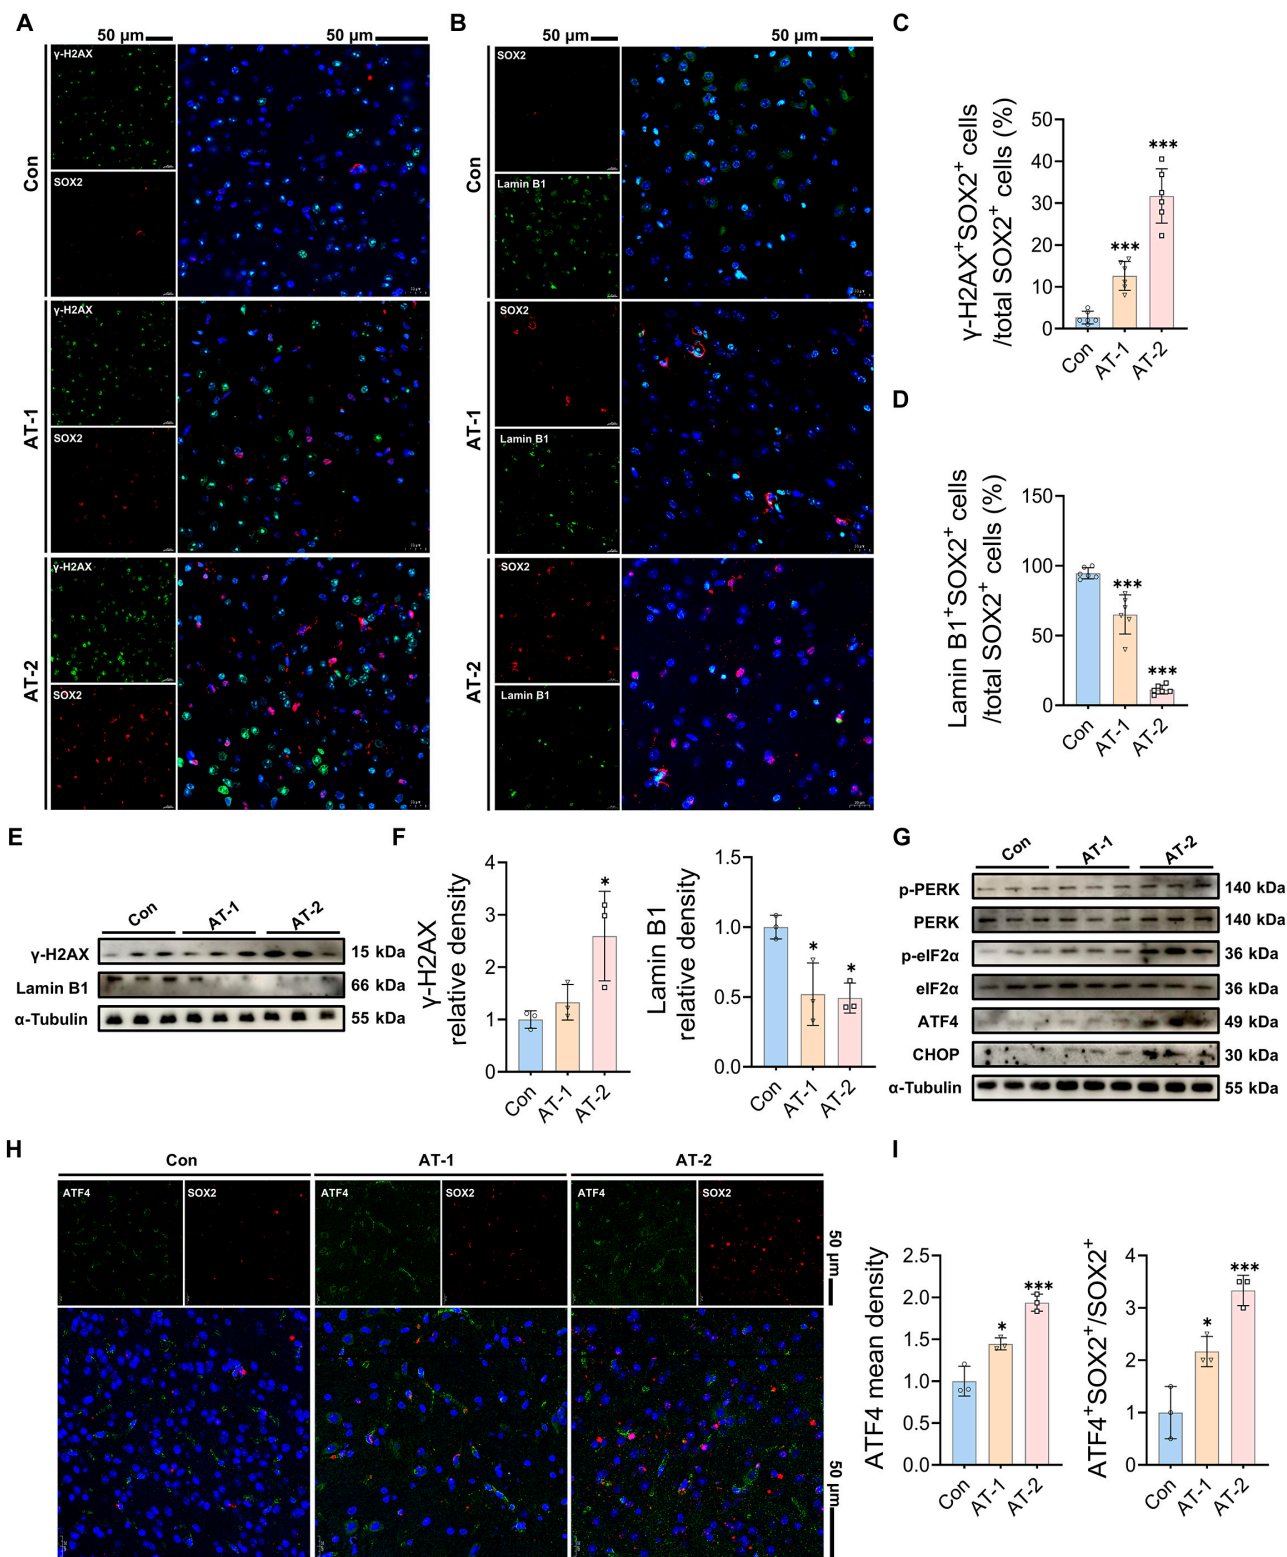 A
50 μm
50 μm
Con
γ-H2AX
SOX2
AT-1
γ-H2AX
SOX2
AT-2
γ-H2AX
SOX2
B
50 μm
50 μm
Con
SOX2
Lamin B1
AT-1
SOX2
Lamin B1
AT-2
SOX2
Lamin B1
C
γ-H2AX⁺SOX2⁺ cells
/total SOX2⁺ cells (%)
50
40
30
20
10
0
***
***
Con
AT-1
AT-2
D
Lamin B1⁺SOX2⁺ cells
/total SOX2⁺ cells (%)
150
100
50
0
***
***
Con
AT-1
AT-2
E
Con
AT-1
AT-2
γ-H2AX
15 kDa
Lamin B1
66 kDa
α-Tubulin
55 kDa
F
γ-H2AX
relative density
4
3
2
1
0
*
Con
AT-1
AT-2
Lamin B1
relative density
1.5
1.0
0.5
0.0
*
*
Con
AT-1
AT-2
G
Con
AT-1
AT-2
p-PERK
140 kDa
PERK
140 kDa
p-eIF2α
36 kDa
eIF2α
36 kDa
ATF4
49 kDa
CHOP
30 kDa
α-Tubulin
55 kDa
H
Con
AT-1
AT-2
ATF4
SOX2
ATF4
SOX2
ATF4
SOX2
50 μm
50 μm
I
ATF4 mean density
2.5
2.0
1.5
1.0
0.5
0.0
*
***
Con
AT-1
AT-2
ATF4⁺SOX2⁺/SOX2⁺
4
3
2
1
0
*
***
Con
AT-1
AT-2